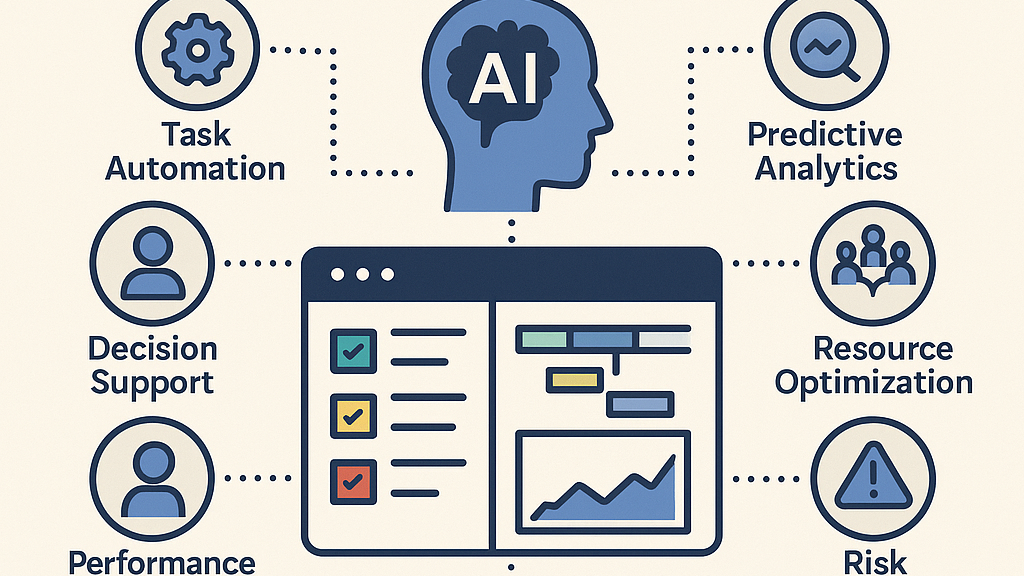 AI
Task
Automation
Predictive
Analytics
Decision
Support
Resource
Optimization
Performance
Risk